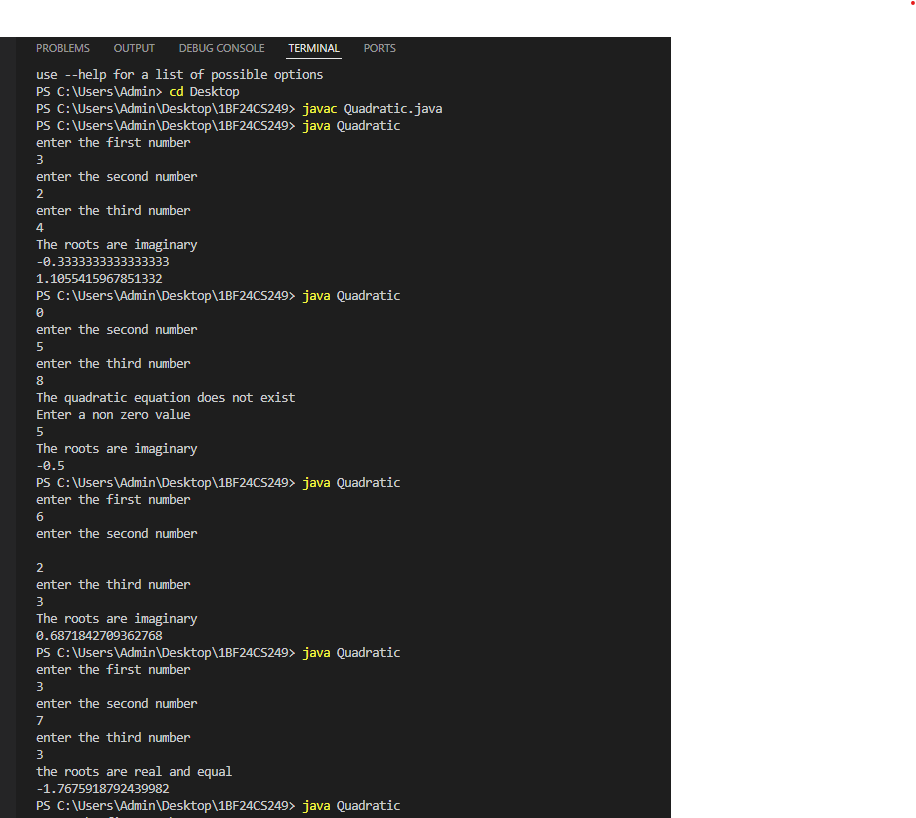 PROBLEMS OUTPUT DEBUG CONSOLE TERMINAL PORTS
use --help for a list of possible options
PS C:\Users\Admin> cd Desktop
PS C:\Users\Admin\Desktop\1BF24CS249> javac Quadratic.java
PS C:\Users\Admin\Desktop\1BF24CS249> java Quadratic
enter the first number
3
enter the second number
2
enter the third number
4
The roots are imaginary
-0.3333333333333333
1.1055415967851332
PS C:\Users\Admin\Desktop\1BF24CS249> java Quadratic
0
enter the second number
5
enter the third number
8
The quadratic equation does not exist
Enter a non zero value
5
The roots are imaginary
-0.5
PS C:\Users\Admin\Desktop\1BF24CS249> java Quadratic
enter the first number
6
enter the second number
2
enter the third number
3
The roots are imaginary
0.6871842709362768
PS C:\Users\Admin\Desktop\1BF24CS249> java Quadratic
enter the first number
3
enter the second number
7
enter the third number
3
the roots are real and equal
-1.7675918792439982
PS C:\Users\Admin\Desktop\1BF24CS249> java Quadratic